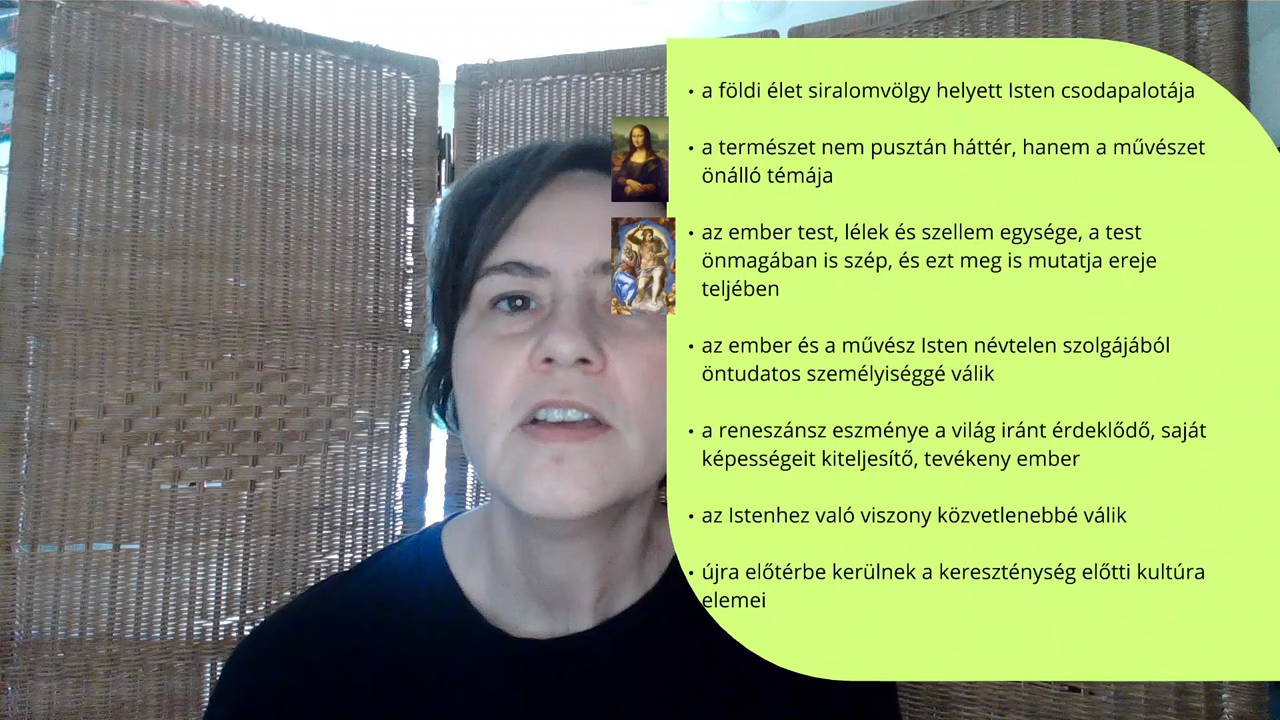 • a földi élet siralomvölgy helyett Isten csodapalotája
• a természet nem pusztán háttér, hanem a művészet
önálló témája
• az ember test, lélek és szellem egysége, a test
önmagában is szép, és ezt meg is mutatja ereje
teljében
• az ember és a művész Isten névtelen szolgájából
öntudatos személyiséggé válik
• a reneszánsz eszménye a világ iránt érdeklődő, saját
képességeit kiteljesítő, tevékeny ember
• az Istenhez való viszony közvetlenebbé válik
• újra előtérbe kerülnek a kereszténység előtti kultúra
elemei